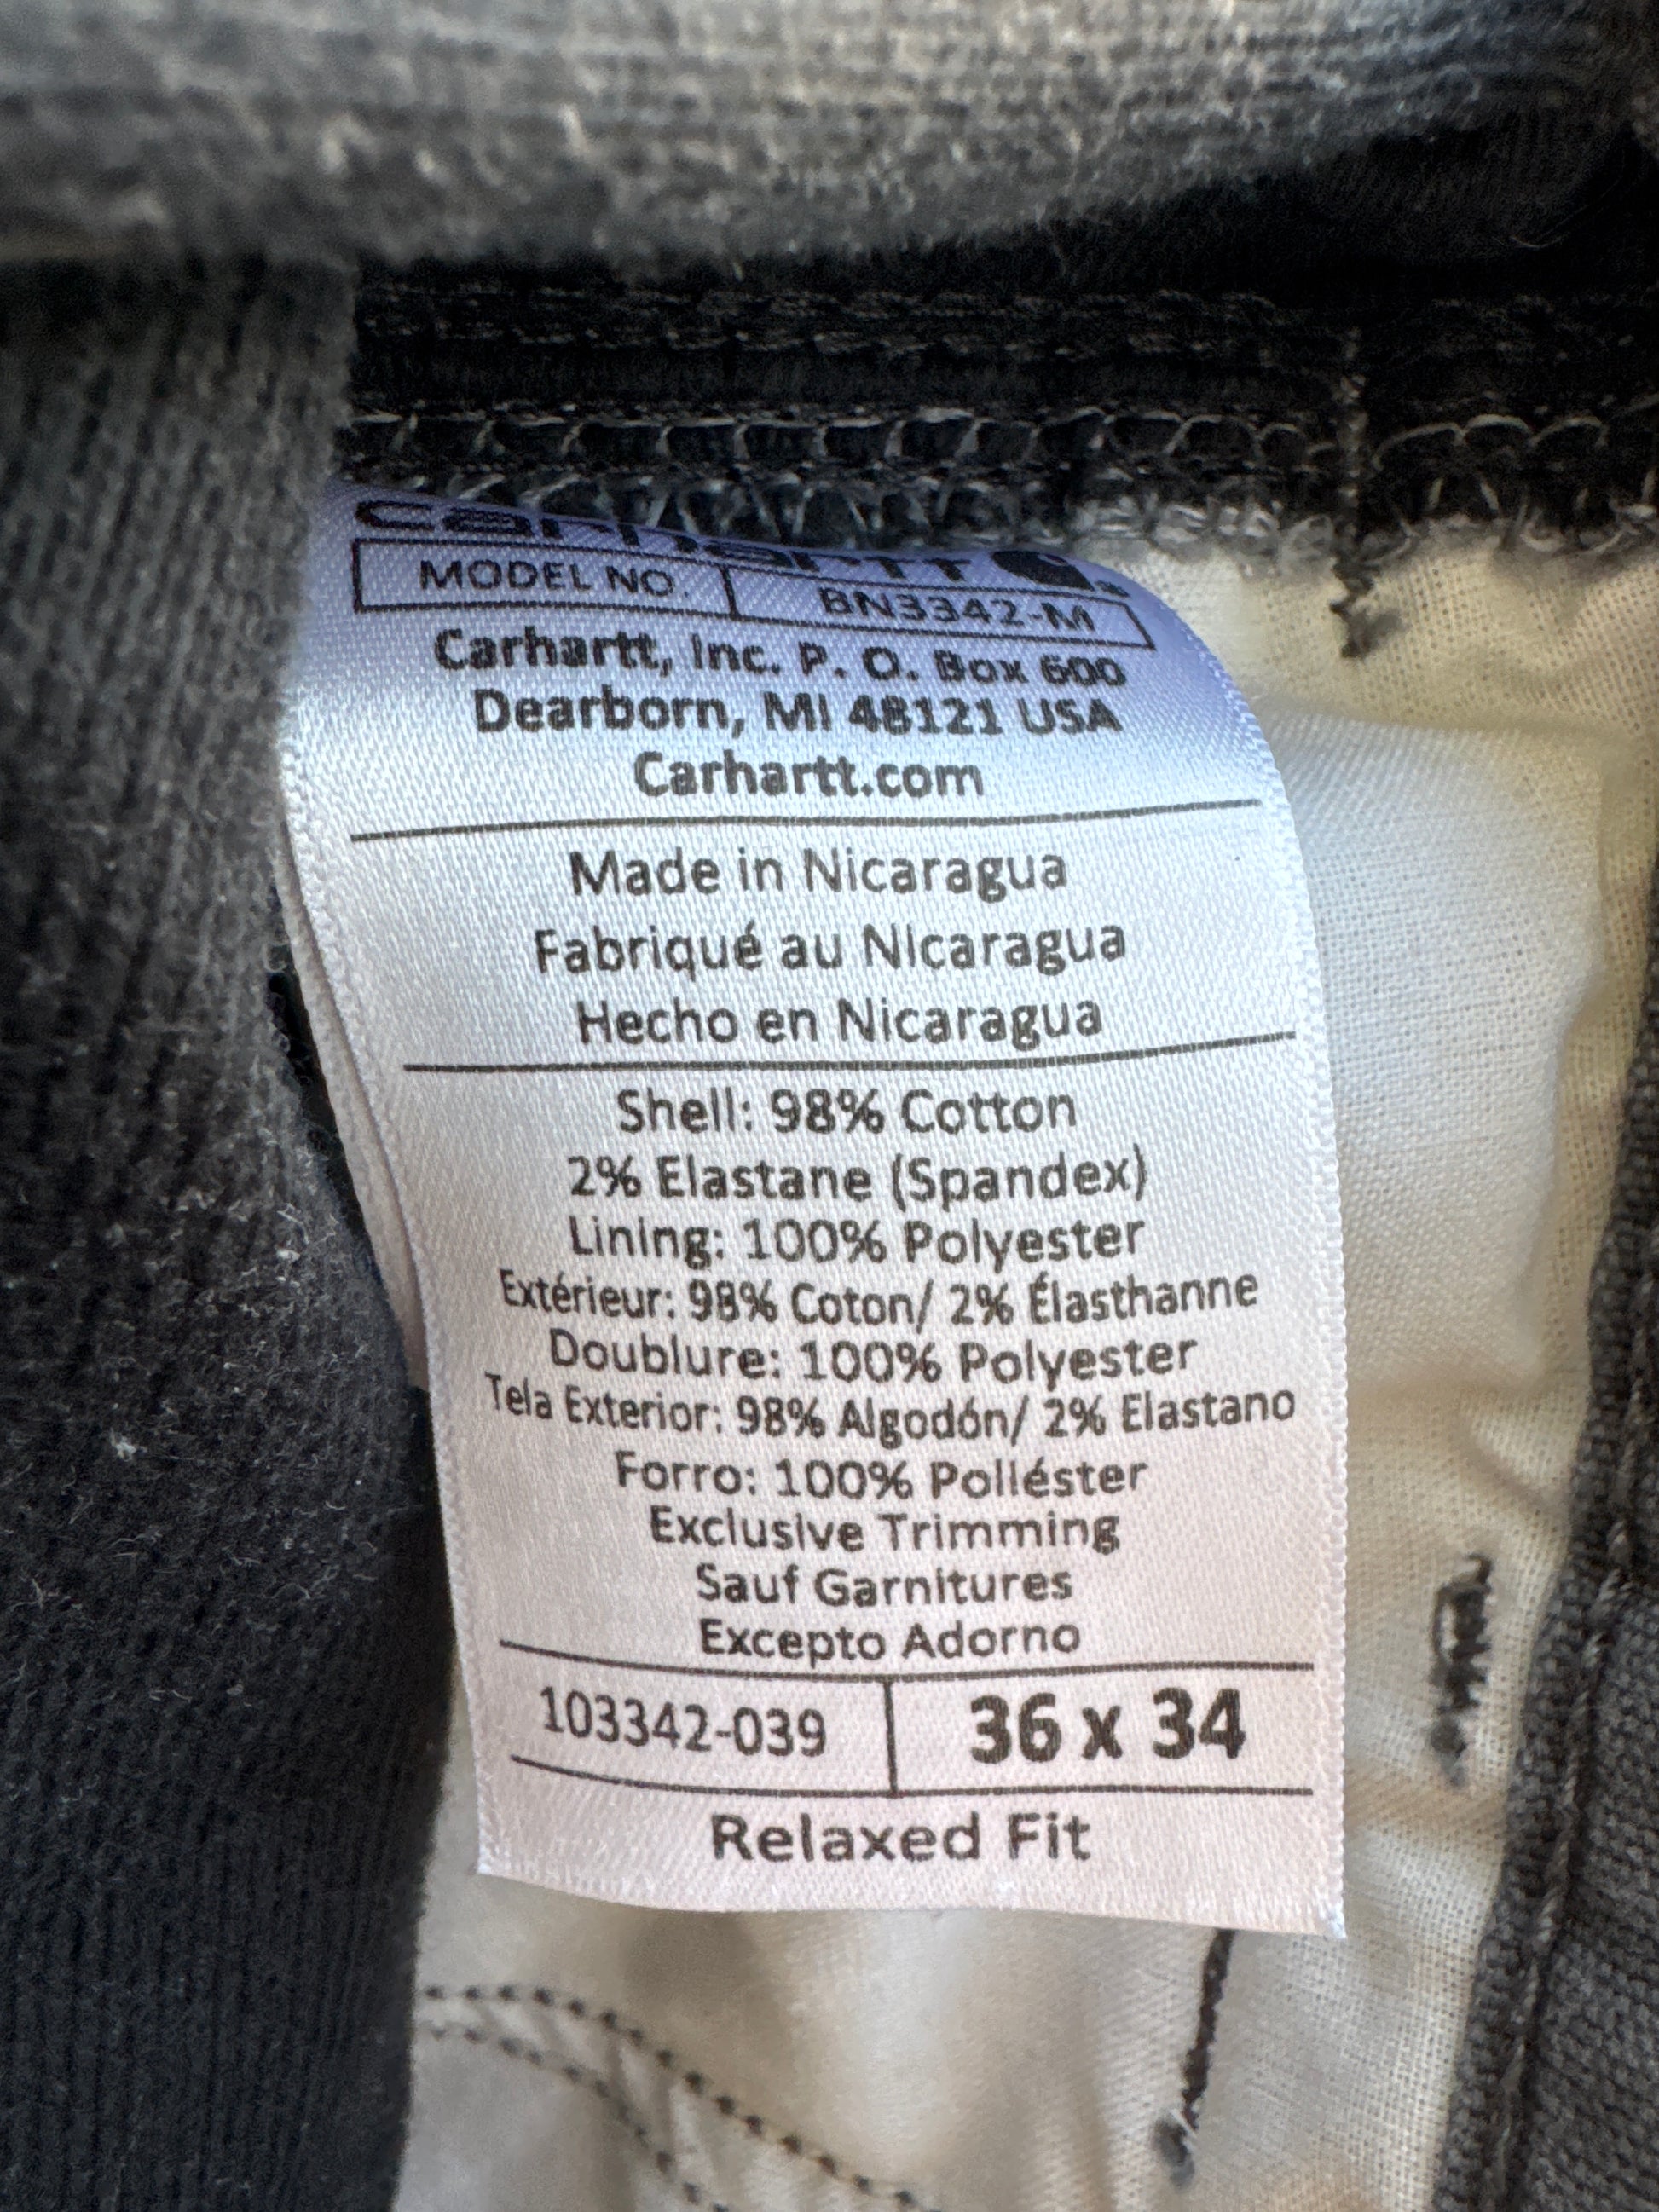 carhartt
MODEL NO. BN3342-M
Carhartt, Inc. P. O. Box 600
Dearborn, MI 48121 USA
Carhartt.com
Made in Nicaragua
Fabriqué au Nicaragua
Hecho en Nicaragua
Shell: 98% Cotton
2% Elastane (Spandex)
Lining: 100% Polyester
Extérieur: 98% Coton/ 2% Élasthanne
Doublure: 100% Polyester
Tela Exterior: 98% Algodón/ 2% Elastano
Forro: 100% Poliéster
Exclusive Trimming
Sauf Garnitures
Excepto Adorno
103342-039 36 x 34
Relaxed Fit